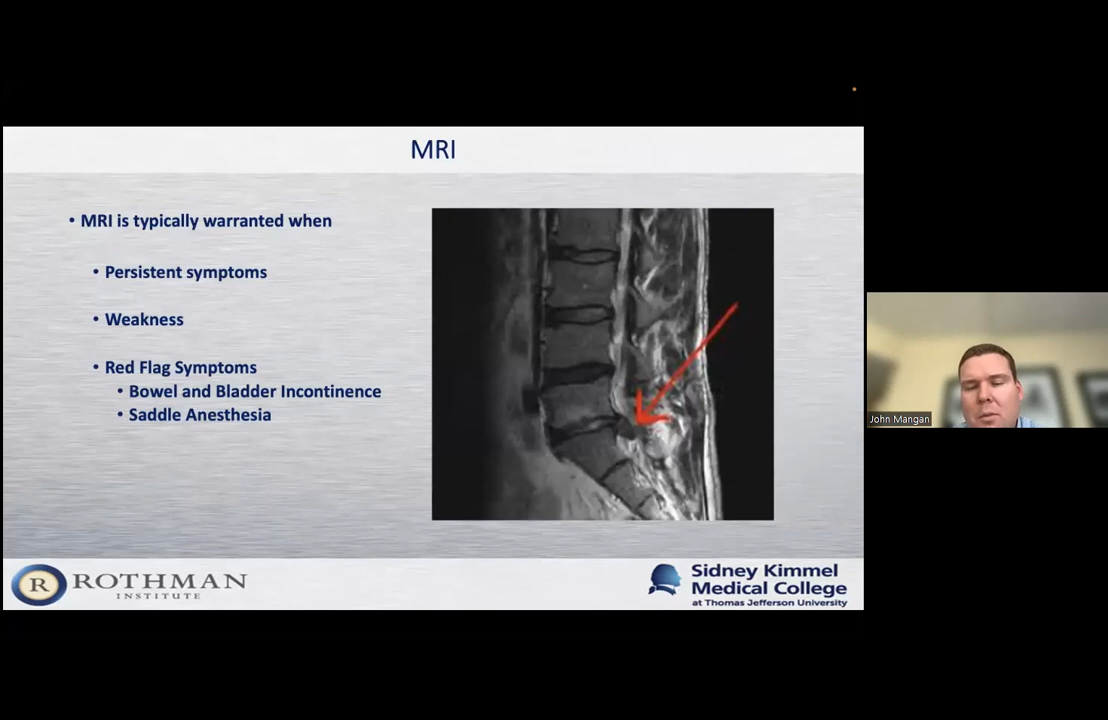 MRI
• MRI is typically warranted when
• Persistent symptoms
• Weakness
• Red Flag Symptoms
• Bowel and Bladder Incontinence
• Saddle Anesthesia
John Mangan
R ROTHMAN
INSTITUTE
Sidney Kimmel
Medical College
at Thomas Jefferson University